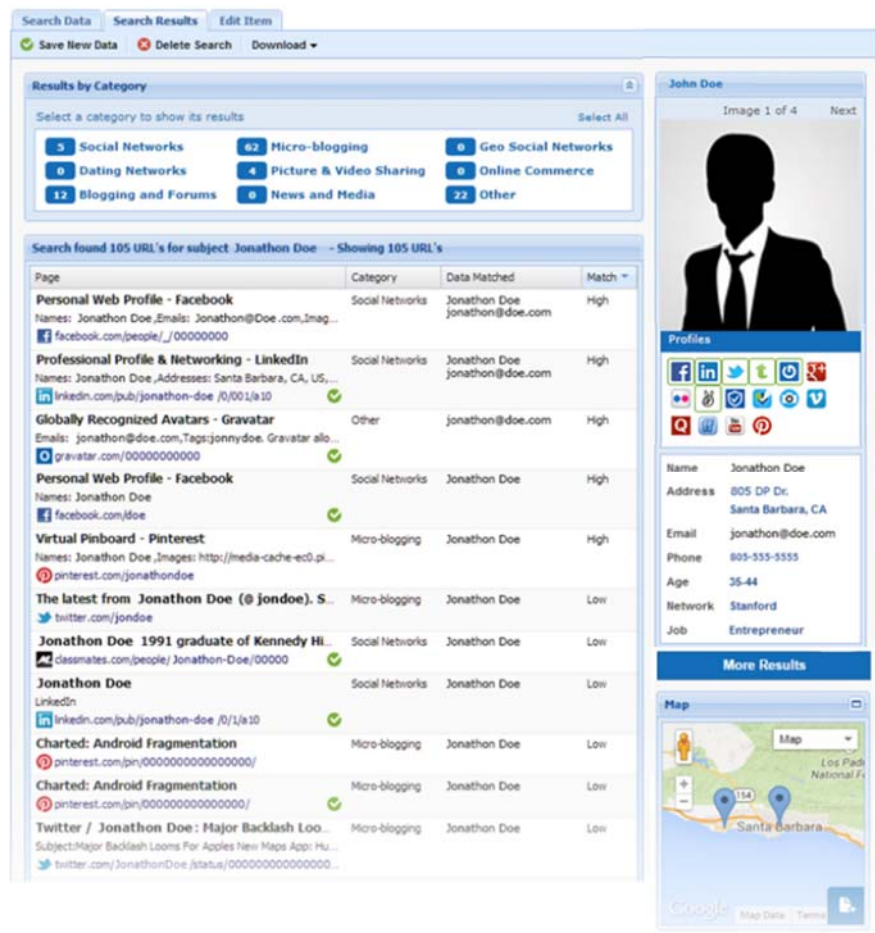 Search Data Search Results Edit Item
Save New Data Delete Search Download
Results by Category
Select a category to show its results Select All
5 Social Networks 62 Micro-blogging 0 Geo Social Networks
0 Dating Networks 4 Picture & Video Sharing 0 Online Commerce
12 Blogging and Forums 0 News and Media 22 Other
Search found 105 URL's for subject Jonathon Doe - Showing 105 URL's
Page Category Data Matched Match
Personal Web Profile - Facebook Social Networks Jonathon Doe High
Names: Jonathon Doe ,Emails: Jonathon@Doe.com,Imag... jonathon@doe.com
facebook.com/people/_/00000000
Professional Profile & Networking - LinkedIn Social Networks Jonathon Doe High
Names: Jonathon Doe ,Addresses: Santa Barbara, CA, US,... jonathon@doe.com
linkedin.com/pub/jonathon-doe /0/001/a10
Globally Recognized Avatars - Gravatar Other jonathon@doe.com High
Emails: jonathon@doe.com,Tags:jonnydoe. Gravatar allo...
gravatar.com/00000000000
Personal Web Profile - Facebook Social Networks Jonathon Doe High
Names: Jonathon Doe
facebook.com/doe
Virtual Pinboard - Pinterest Micro-blogging Jonathon Doe High
Names: Jonathon Doe ,Images: http://media-cache-ec0.pi...
pinterest.com/jonathondoe
The latest from Jonathon Doe (@ jondoe). S... Micro-blogging Jonathon Doe Low
twitter.com/jondoe
Jonathon Doe 1991 graduate of Kennedy Hi... Social Networks Jonathon Doe Low
classmates.com/people/ Jonathon-Doe/00000
Jonathon Doe Social Networks Jonathon Doe Low
LinkedIn
linkedin.com/pub/jonathon-doe /0/1/a10
Charted: Android Fragmentation Micro-blogging Jonathon Doe Low
pinterest.com/pin/0000000000000000/
Charted: Android Fragmentation Micro-blogging Jonathon Doe Low
pinterest.com/pin/000000000000000/
Twitter / Jonathon Doe : Major Backlash Loo... Micro-blogging Jonathon Doe Low
Subject:Major Backlash Looms For Apples New Maps App: Hu...
twitter.com/JonathonDoe /status/000000000000000...
John Doe
Image 1 of 4 Next
Profiles
Name Jonathon Doe
Address 805 DP Dr.
Santa Barbara, CA
Email jonathon@doe.com
Phone 805-555-5555
Age 35-44
Network Stanford
Job Entrepreneur
More Results
Map
Map
Los Padr
National Fo
154
Santa Barbara
Google Map Data Terms